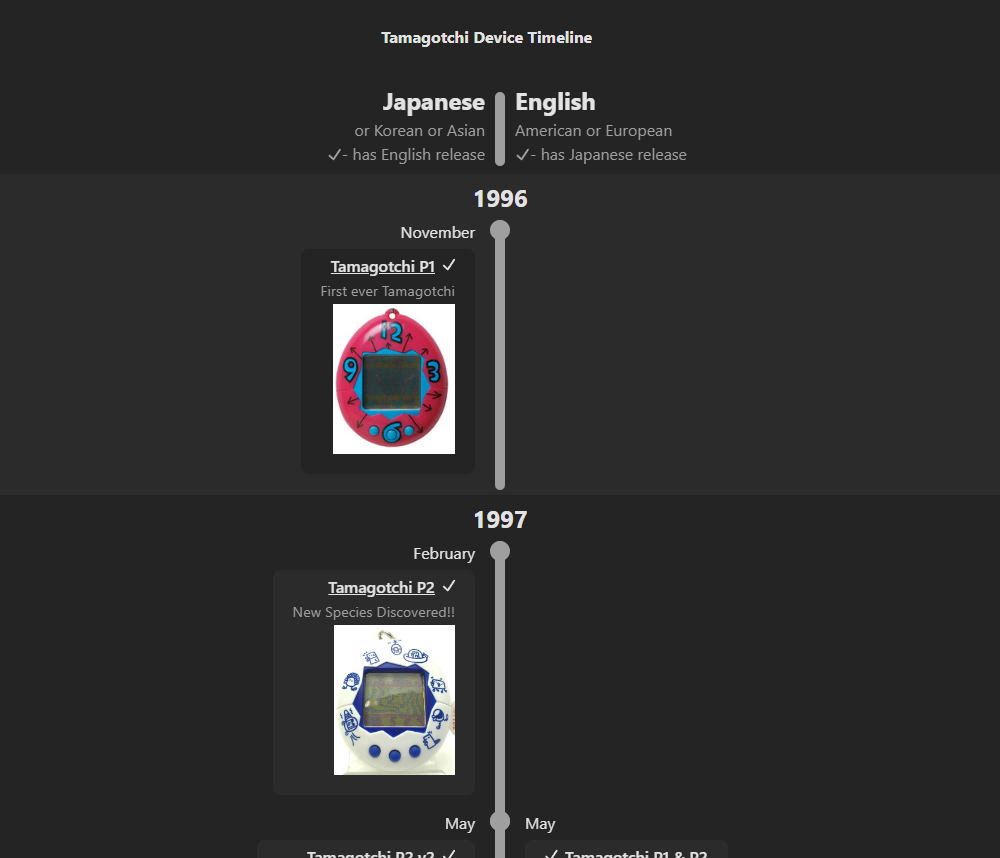 Tamagotchi Device Timeline
Japanese
or Korean or Asian
✓- has English release
English
American or European
✓- has Japanese release
1996
November
Tamagotchi P1 ✓
First ever Tamagotchi
12
9
3
6
1997
February
Tamagotchi P2 ✓
New Species Discovered!!
May
Tamagotchi P2 v2 ✓
May
✓ Tamagotchi P1 & P2